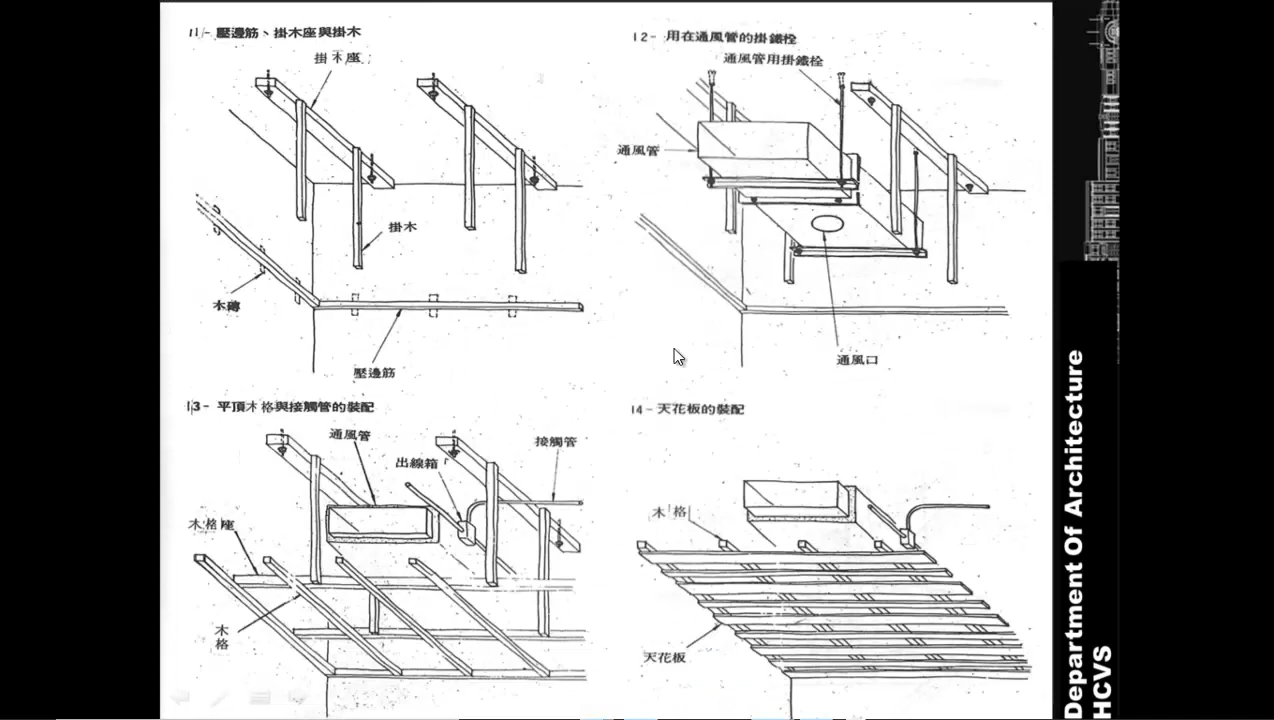 11- 壓邊筋、掛木座與掛木
掛木座
掛木
木磚
壓邊筋
12- 用在通風管的掛鐵栓
通風管用掛鐵栓
通風管
通風口
13- 平頂木格與接觸管的裝配
通風管
接觸管
出線箱
木格座
木格
14- 天花板的裝配
木格
天花板
Department Of Architecture
HCVS